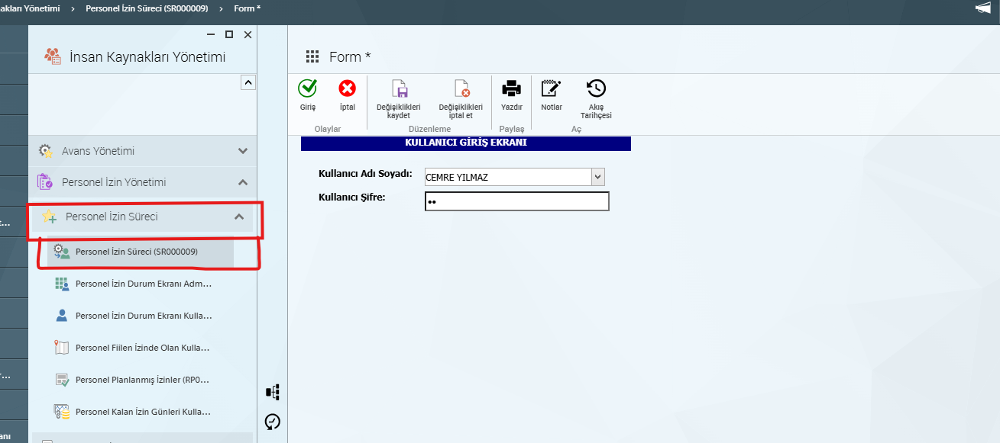 akları Yönetimi > Personel İzin Süreci (SR000009) > Form *
İnsan Kaynakları Yönetimi
Avans Yönetimi
Personel İzin Yönetimi
Personel İzin Süreci
Personel İzin Süreci (SR000009)
Personel İzin Durum Ekranı Adm...
Personel İzin Durum Ekranı Kulla...
Personel Fiilen İzinde Olan Kulla...
Personel Planlanmış İzinler (RP0...
Personel Kalan İzin Günleri Kulla...
Form *
Giriş
İptal
Değişiklikleri
kaydet
Değişiklikleri
iptal et
Yazdır
Notlar
Akış
Tarihçesi
Olaylar
Düzenleme
Paylaş
Aç
KULLANICI GİRİŞ EKRANI
Kullanıcı Adı Soyadı:
CEMRE YILMAZ
Kullanıcı Şifre:
••